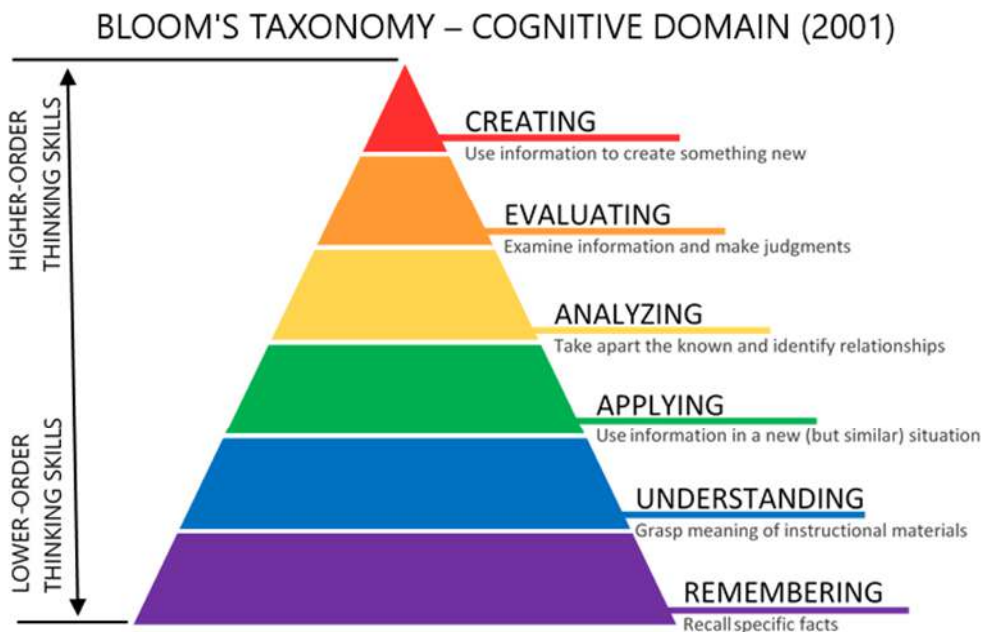 BLOOM'S TAXONOMY – COGNITIVE DOMAIN (2001)
HIGHER-ORDER
THINKING SKILLS
LOWER-ORDER
THINKING SKILLS
CREATING
Use information to create something new
EVALUATING
Examine information and make judgments
ANALYZING
Take apart the known and identify relationships
APPLYING
Use information in a new (but similar) situation
UNDERSTANDING
Grasp meaning of instructional materials
REMEMBERING
Recall specific facts